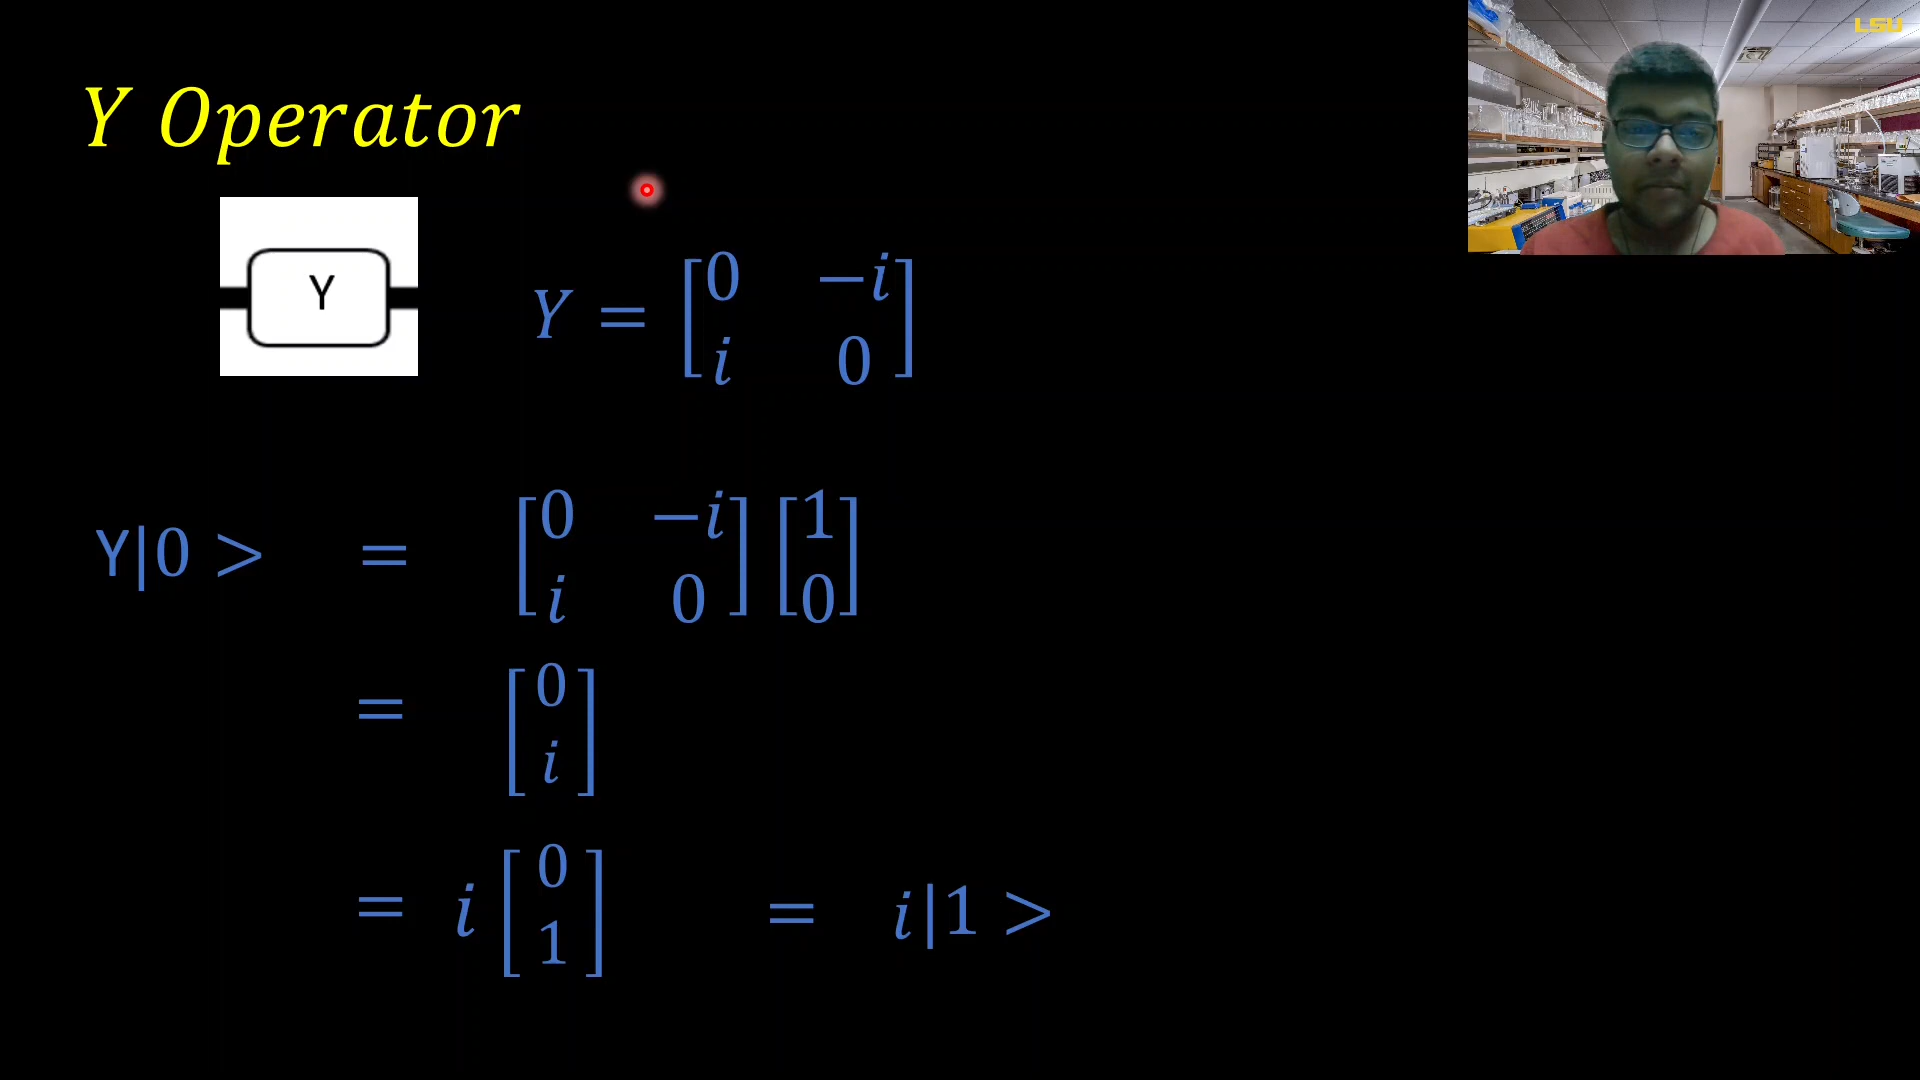 LSU
Y Operator
Y
Y = [0 −i
i 0]
Y|0 > = [0 −i
i 0] [1
0]
= [0
i]
= i [0
1] = i|1 >